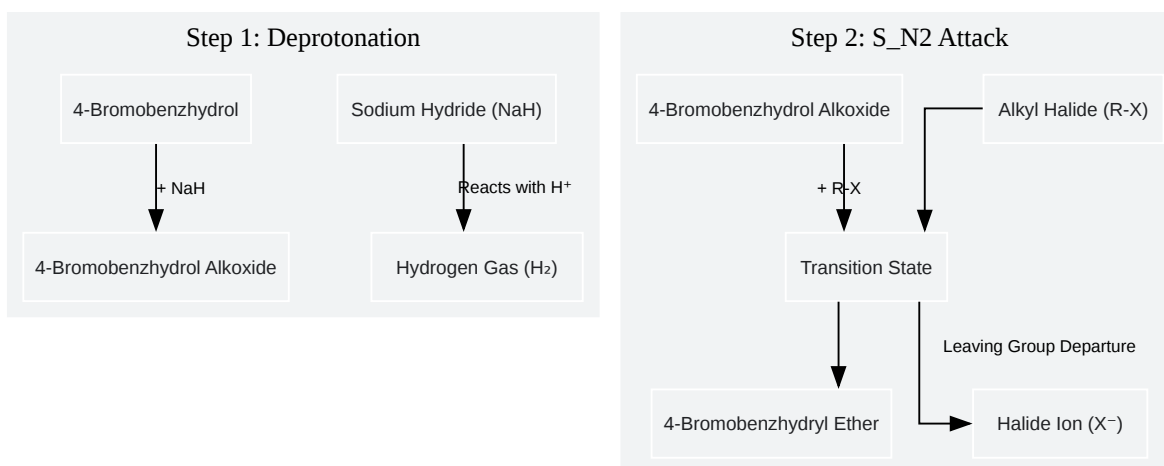 Step 1: Deprotonation
4-Bromobenzhydrol
Sodium Hydride (NaH)
+ NaH
Reacts with H⁺
4-Bromobenzhydrol Alkoxide
Hydrogen Gas (H₂)
Step 2: S_N2 Attack
4-Bromobenzhydrol Alkoxide
Alkyl Halide (R-X)
+ R-X
Transition State
Leaving Group Departure
4-Bromobenzhydryl Ether
Halide Ion (X⁻)